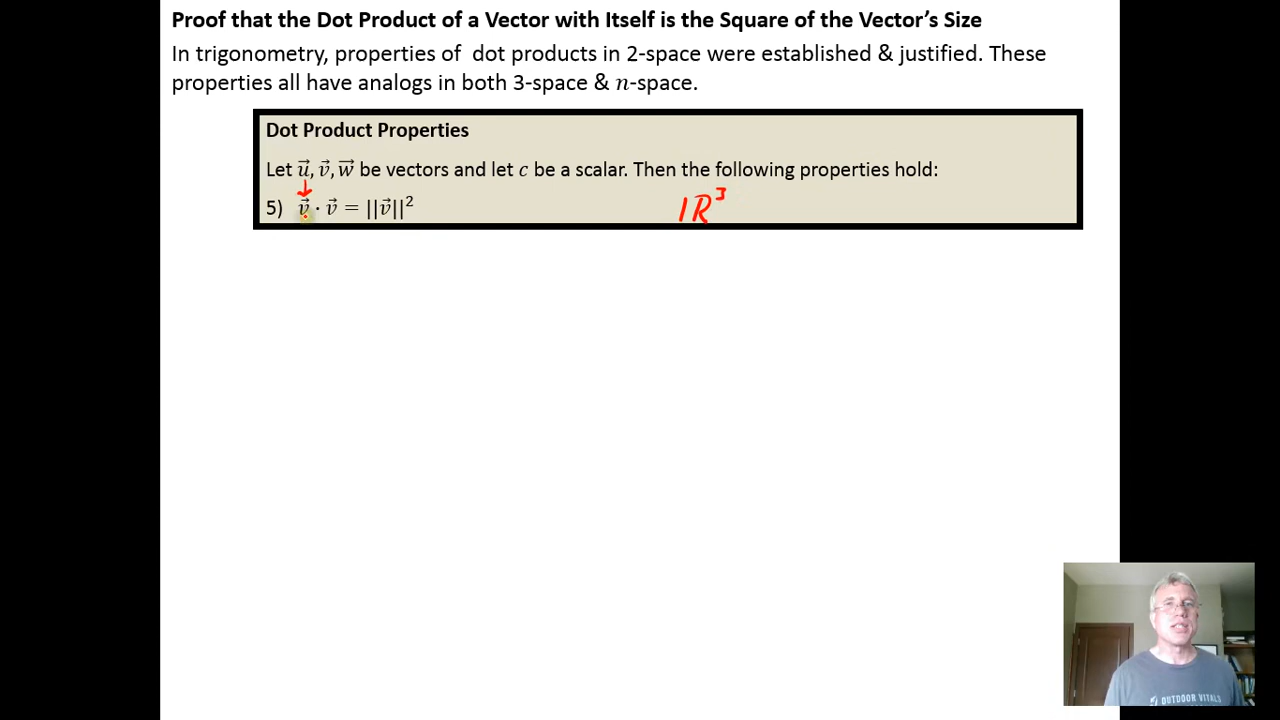 Proof that the Dot Product of a Vector with Itself is the Square of the Vector’s Size
In trigonometry, properties of dot products in 2-space were established & justified. These
properties all have analogs in both 3-space & n-space.
Dot Product Properties
Let u⃗, v⃗, w⃗ be vectors and let c be a scalar. Then the following properties hold:
5) v⃗ · v⃗ = ||v⃗||² ℝ³
OUTDOOR VITALS